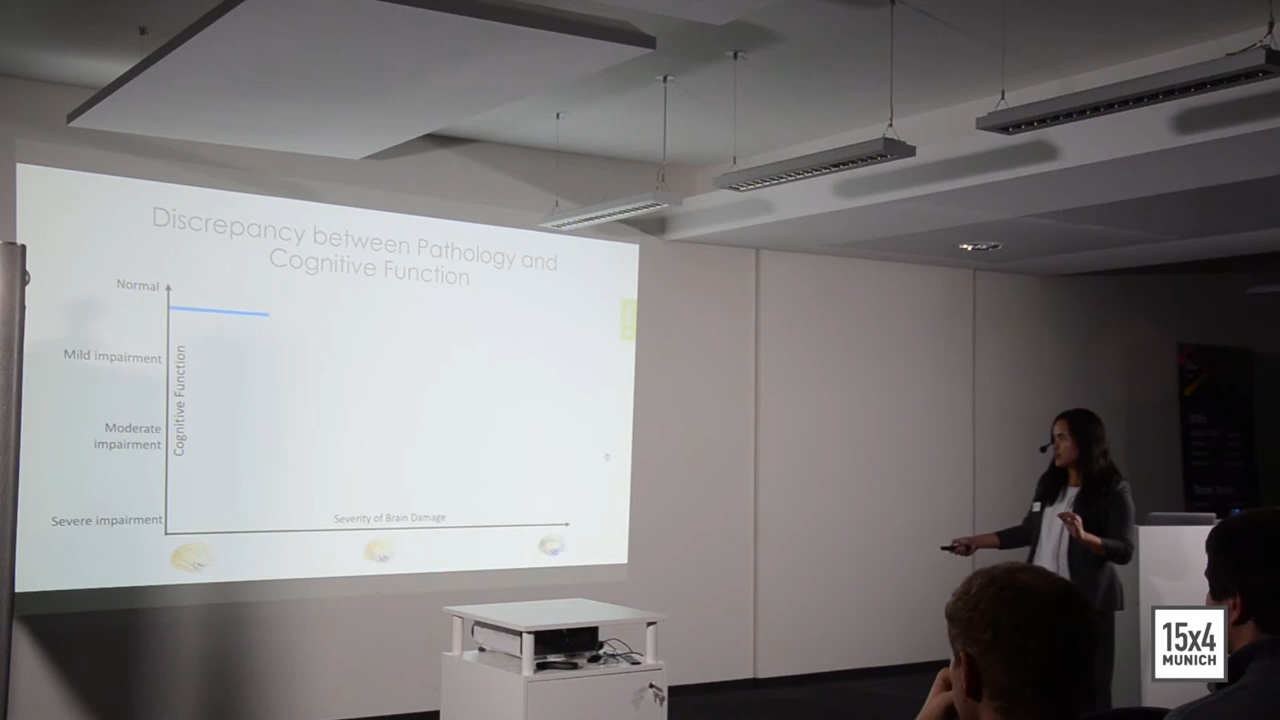 Discrepancy between Pathology and
Cognitive Function
Normal
Mild impairment
Cognitive Function
Moderate
impairment
Severe impairment
Severity of Brain Damage
15x4
MUNICH